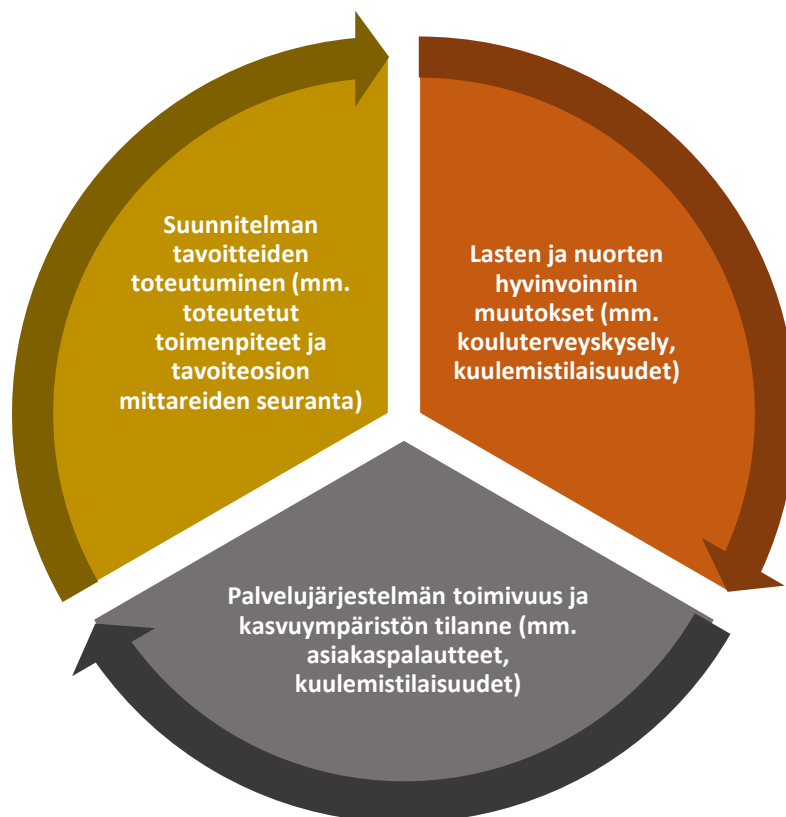 Suunnitelman
tavoitteiden
toteutuminen (mm.
toteutetut
toimenpiteet ja
tavoiteosion
mittareiden seuranta)
Lasten ja nuorten
hyvinvoinnin
muutokset (mm.
kouluterveyskysely,
kuulemistilaisuudet)
Palvelujärjestelmän toimivuus ja
kasvuympäristön tilanne (mm.
asiakaspalautteet,
kuulemistilaisuudet)